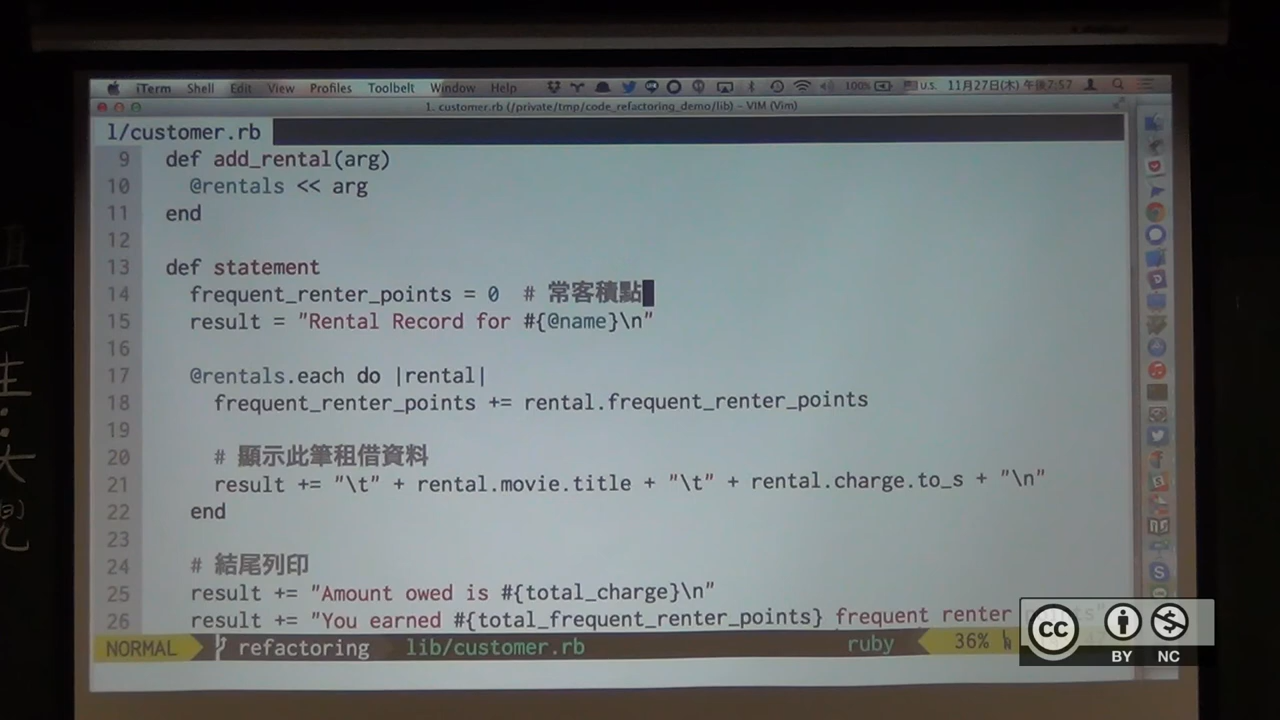 iTerm Shell Edit View Profiles Toolbelt Window Help 100% U.S. 11月27日(木) 午後7:57
1. customer.rb (/private/tmp/code_refactoring_demo/lib) – VIM (Vim)
l/customer.rb
9 def add_rental(arg)
10 @rentals << arg
11 end
12
13 def statement
14 frequent_renter_points = 0 # 常客積點
15 result = "Rental Record for #{@name}\n"
16
17 @rentals.each do |rental|
18 frequent_renter_points += rental.frequent_renter_points
19
20 # 顯示此筆租借資料
21 result += "\t" + rental.movie.title + "\t" + rental.charge.to_s + "\n"
22 end
23
24 # 結尾列印
25 result += "Amount owed is #{total_charge}\n"
26 result += "You earned #{total_frequent_renter_points} frequent renter
NORMAL refactoring lib/customer.rb ruby 36%
cc BY NC